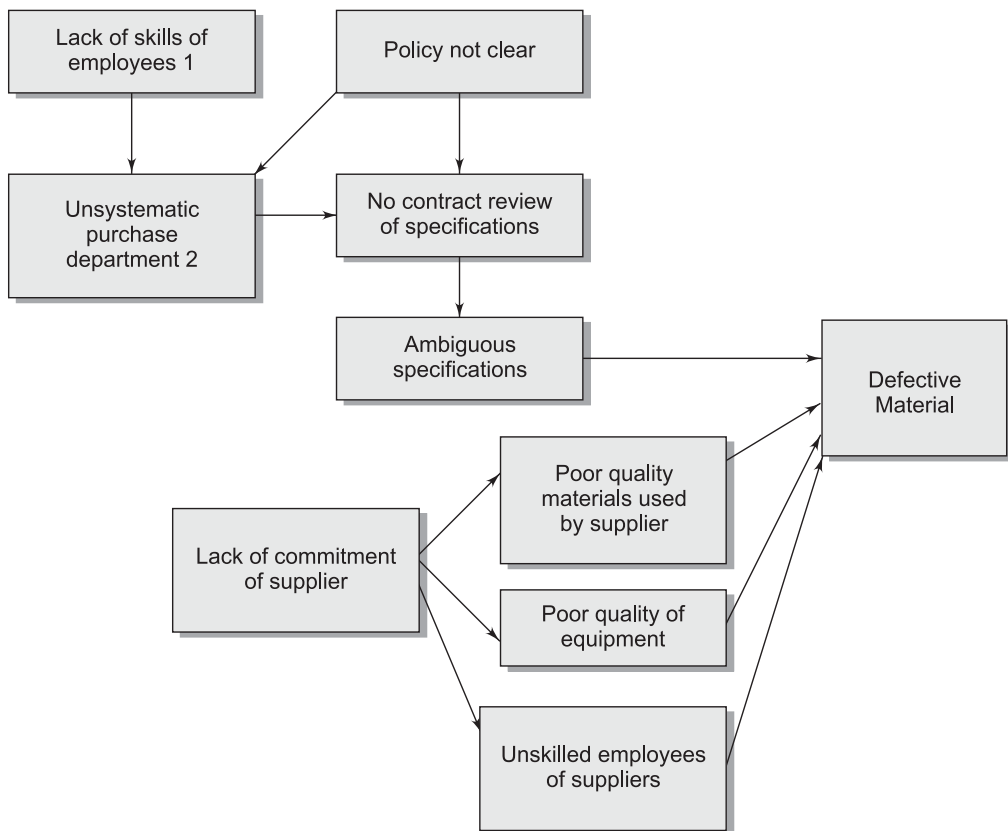 Lack of skills of
employees 1
Policy not clear
Unsystematic
purchase
department 2
No contract review
of specifications
Ambiguous
specifications
Defective
Material
Poor quality
materials used
by supplier
Lack of commitment
of supplier
Poor quality of
equipment
Unskilled employees
of suppliers